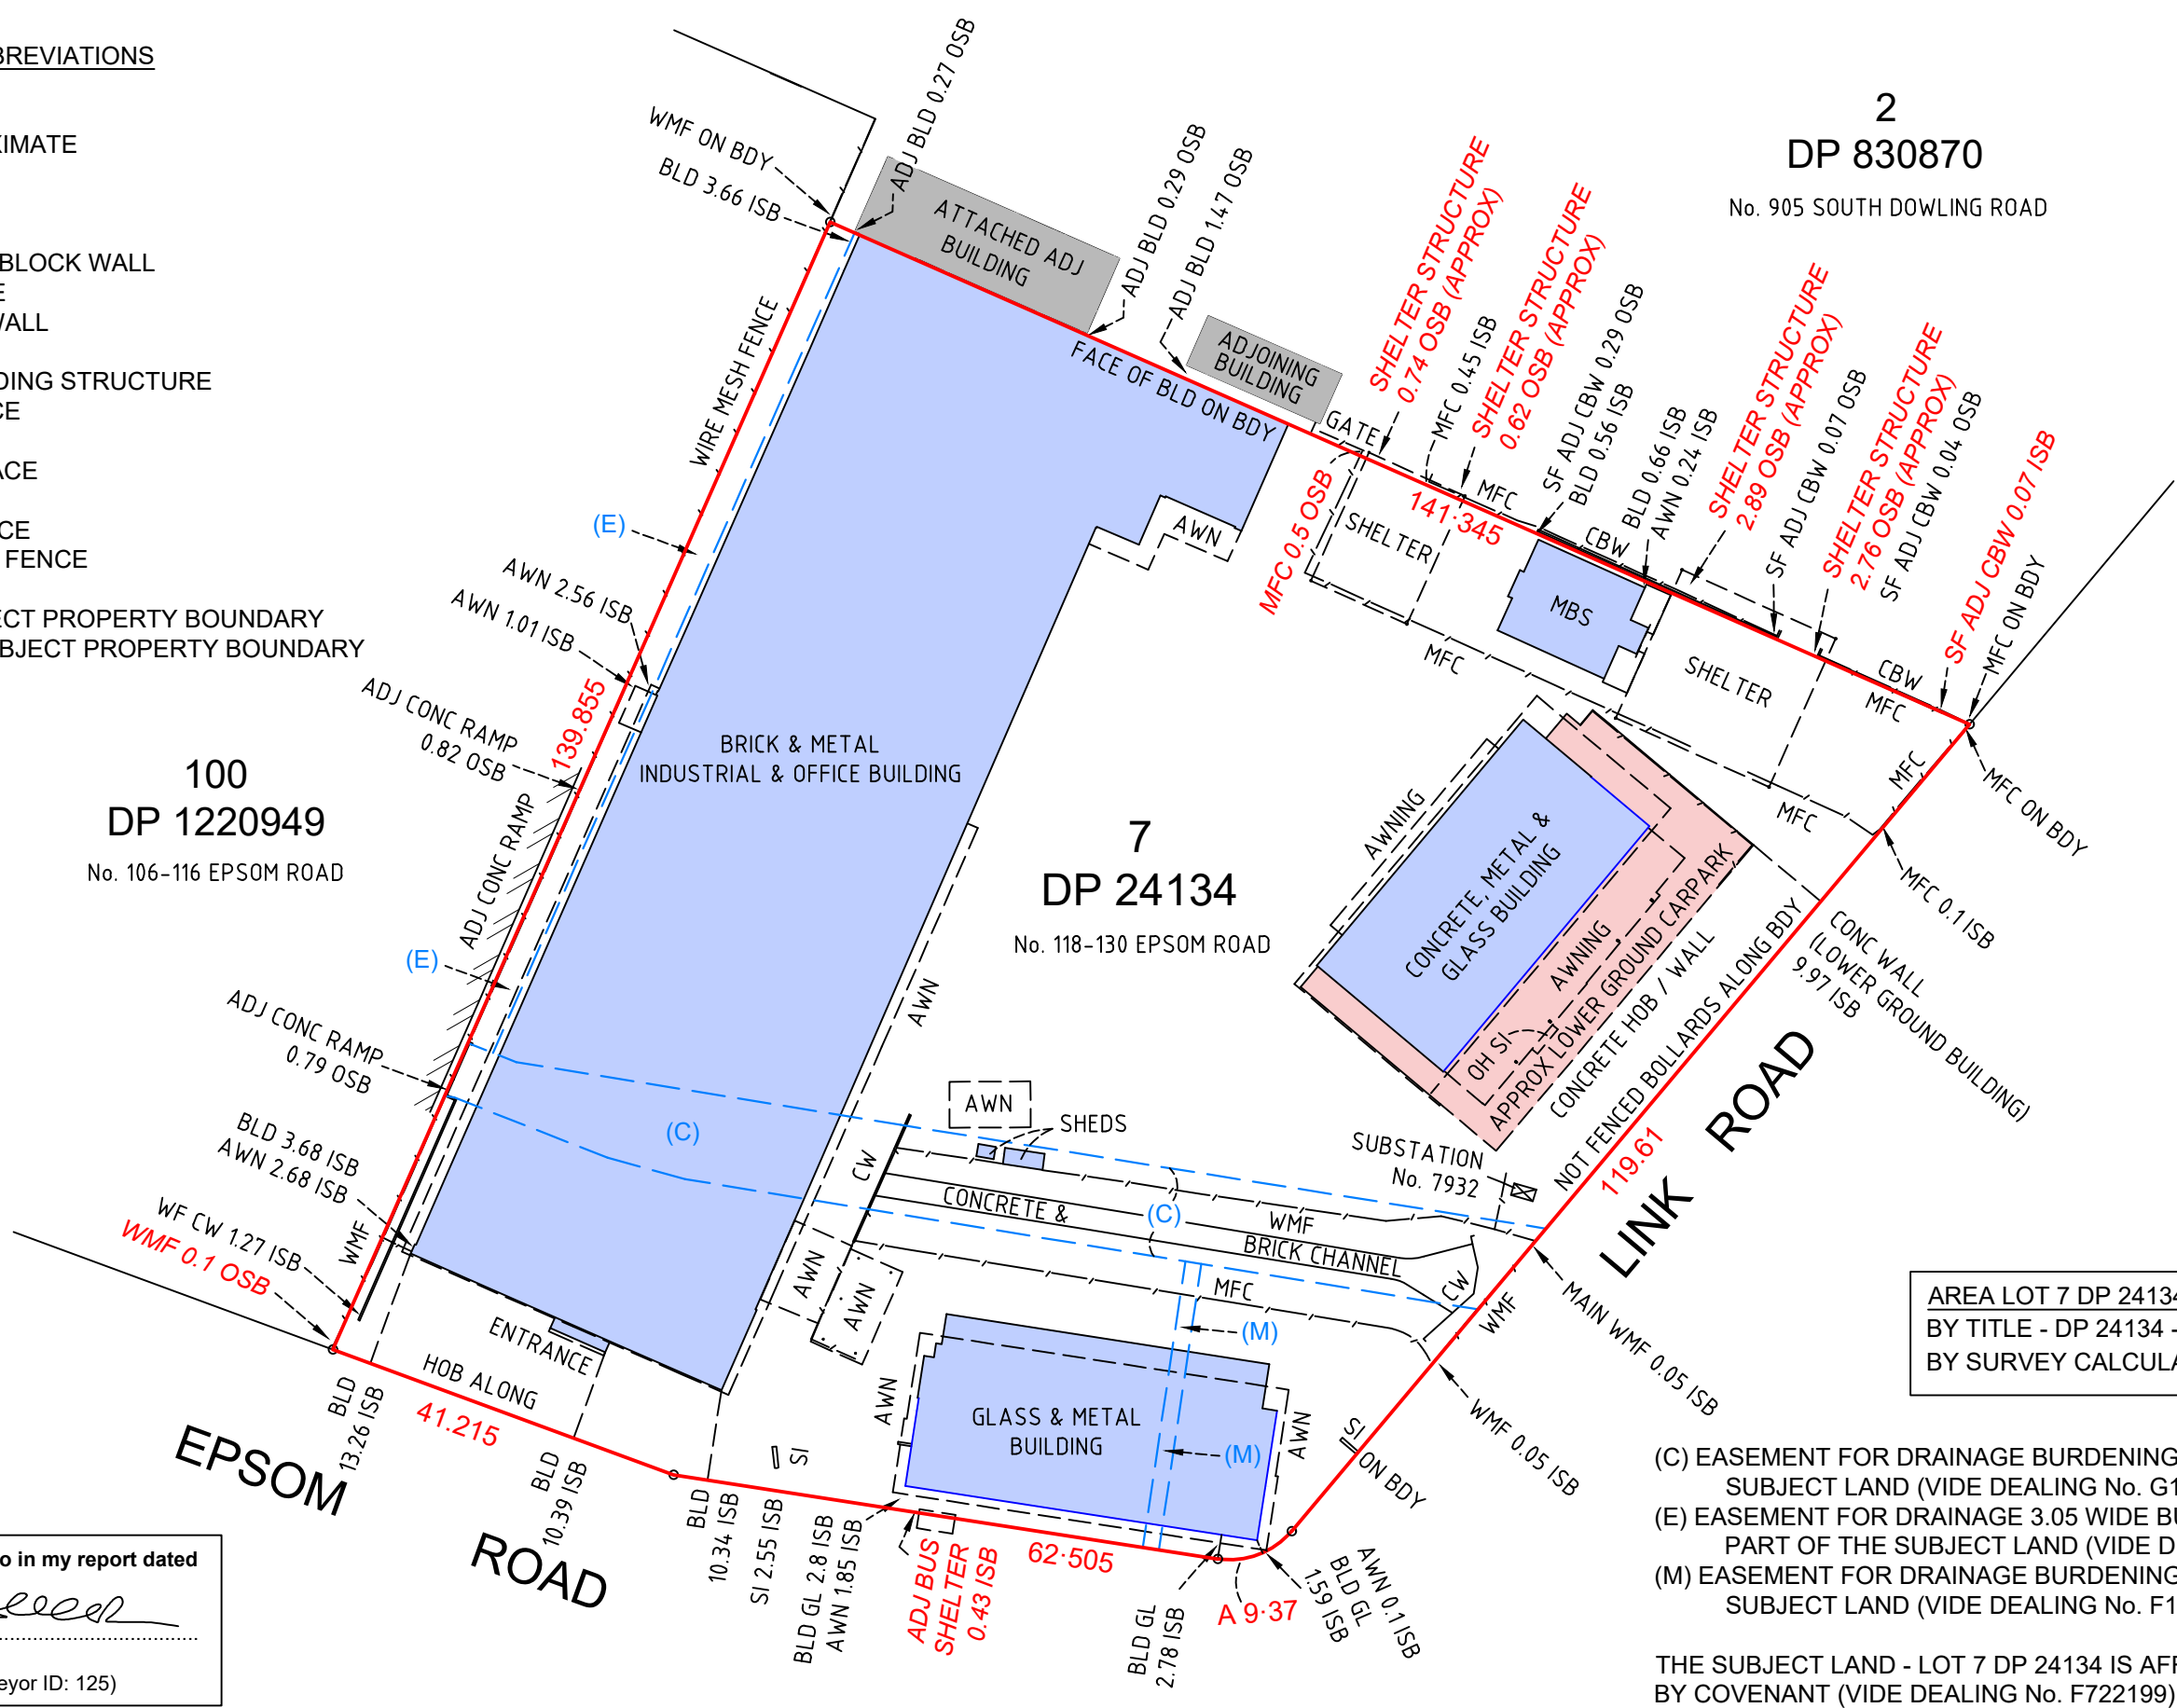 BREVIATIONS
XIMATE
BLOCK WALL
E
WALL
DING STRUCTURE
CE
ACE
CE
FENCE
ECT PROPERTY BOUNDARY
BJECT PROPERTY BOUNDARY
WMF ON BDY
BLD 3.66 ISB
ADJ BLD 0.27 OSB
ATTACHED ADJ
BUILDING
ADJ BLD 0.29 OSB
ADJ BLD 1.47 OSB
ADJOINING
BUILDING
FACE OF BLD ON BDY
GATE
SHELTER STRUCTURE
0.74 OSB (APPROX)
MFC 0.45 ISB
SHELTER STRUCTURE
0.62 OSB (APPROX)
SF ADJ CBW 0.29 OSB
BLD 0.56 ISB
BLD 0.66 ISB
AWN 0.24 ISB
SHELTER STRUCTURE
2.89 OSB (APPROX)
SF ADJ CBW 0.07 OSB
SHELTER STRUCTURE
2.76 OSB (APPROX)
SF ADJ CBW 0.04 OSB
SF ADJ CBW 0.07 ISB
MFC ON BDY
2
DP 830870
No. 905 SOUTH DOWLING ROAD
WIRE MESH FENCE
(E)
AWN 2.56 ISB
AWN 1.01 ISB
ADJ CONC RAMP
0.82 OSB
139.855
ADJ CONC RAMP
(E)
ADJ CONC RAMP
0.79 OSB
100
DP 1220949
No. 106-116 EPSOM ROAD
BRICK & METAL
INDUSTRIAL & OFFICE BUILDING
AWN
MFC 0.5 OSB
SHELTER
141·345
MFC
CBW
MBS
MFC
SHELTER
CBW
MFC
MFC
MFC
MFC ON BDY
MFC 0.1 ISB
7
DP 24134
No. 118-130 EPSOM ROAD
AWNING
CONCRETE, METAL &
GLASS BUILDING
AWNING
OH SI
APPROX LOWER GROUND CARPARK
CONCRETE HOB / WALL
NOT FENCED BOLLARDS ALONG BDY
CONC WALL
(LOWER GROUND BUILDING)
9.97 ISB
119.61
LINK ROAD
AWN
AWN
SHEDS
SUBSTATION
No. 7932
(C)
CW
CONCRETE &
(C)
WMF
BRICK CHANNEL
MFC
CW
WMF
MAIN WMF 0.05 ISB
WMF 0.05 ISB
BLD 3.68 ISB
AWN 2.68 ISB
WF CW 1.27 ISB
WMF 0.1 OSB
WMF
ENTRANCE
HOB ALONG
AWN
AWN
(M)
AWN
GLASS & METAL
BUILDING
(M)
AWN
SI ON BDY
BLD
13.26 ISB
41.215
BLD
10.39 ISB
BLD
10.34 ISB
SI
SI 2.55 ISB
BLD GL 2.8 ISB
AWN 1.85 ISB
ADJ BUS
SHELTER
0.43 ISB
62·505
BLD GL
2.78 ISB
A 9·37
BLD GL
1.59 ISB
AWN 0.1 ISB
EPSOM
ROAD
AREA LOT 7 DP 24134
BY TITLE - DP 24134 -
BY SURVEY CALCULA
(C) EASEMENT FOR DRAINAGE BURDENING
SUBJECT LAND (VIDE DEALING No. G1
(E) EASEMENT FOR DRAINAGE 3.05 WIDE BU
PART OF THE SUBJECT LAND (VIDE D
(M) EASEMENT FOR DRAINAGE BURDENING
SUBJECT LAND (VIDE DEALING No. F1
THE SUBJECT LAND - LOT 7 DP 24134 IS AFF
BY COVENANT (VIDE DEALING No. F722199)
o in my report dated
eyor ID: 125)